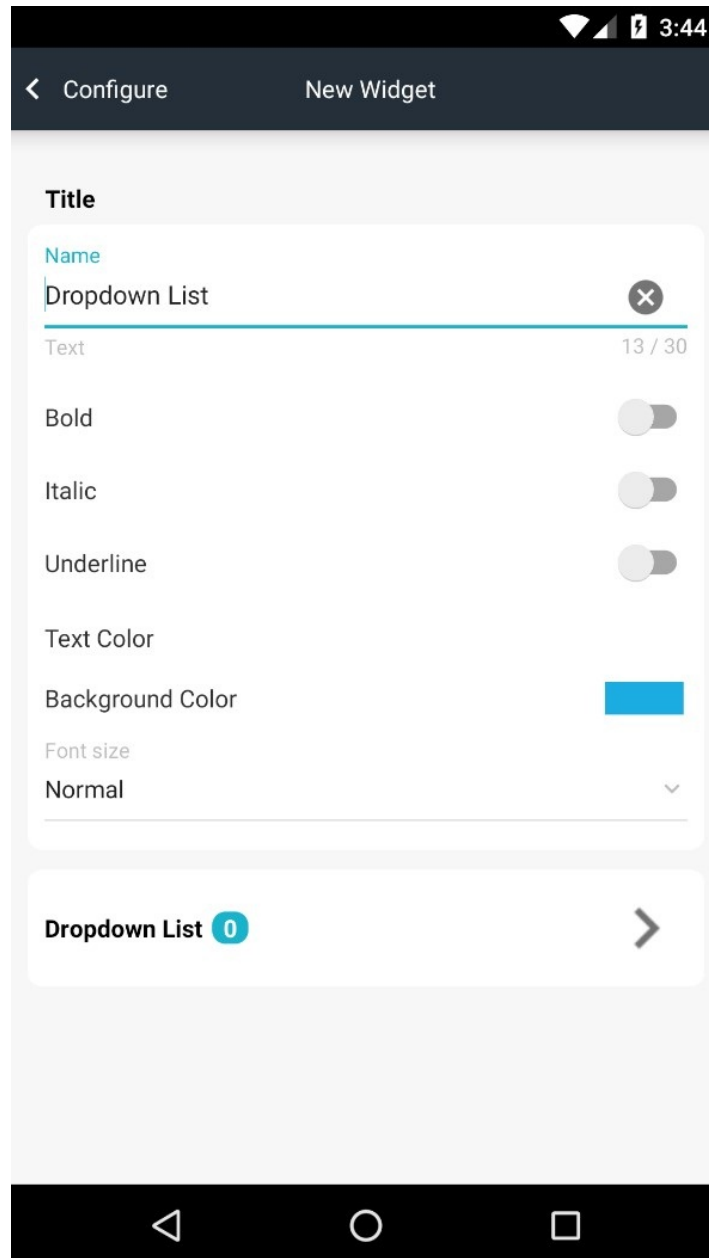 3:44
Configure New Widget
Title
Name
Dropdown List
Text 13 / 30
Bold
Italic
Underline
Text Color
Background Color
Font size
Normal
Dropdown List 0